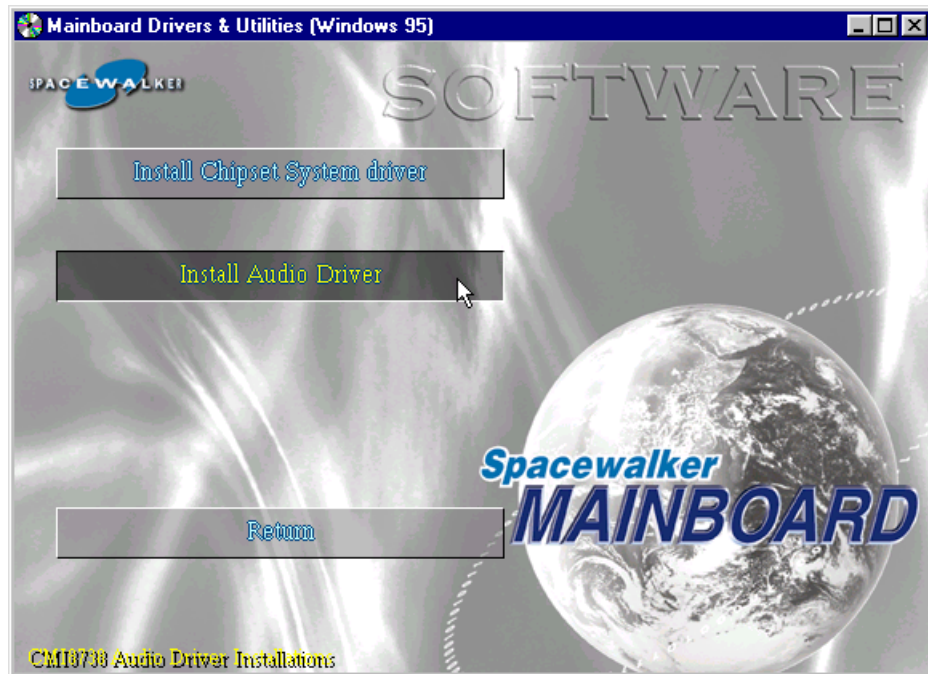 Mainboard Drivers & Utilities (Windows 95)
SPACEWALKER
SOFTWARE
Install Chipset System driver
Install Audio Driver
Spacewalker
MAINBOARD
Return
CMI8738 Audio Driver Installations